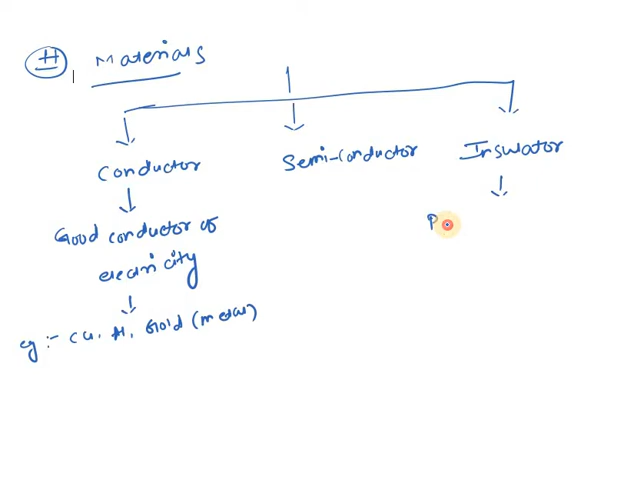 # Materials
Conductor
Semi-conductor
Insulator
Good conductor of
electricity
P
eg :- Cu, Al, Gold (metal)